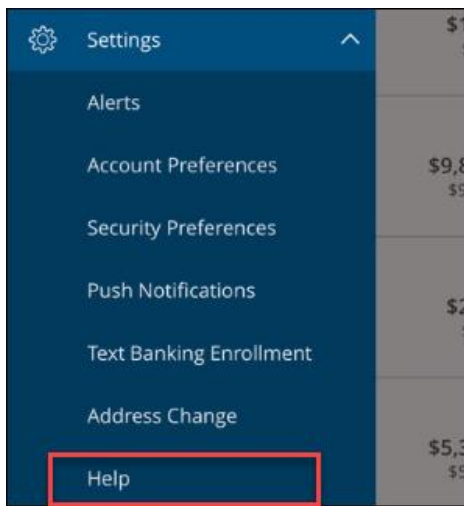 Settings
Alerts
Account Preferences
Security Preferences
Push Notifications
Text Banking Enrollment
Address Change
Help